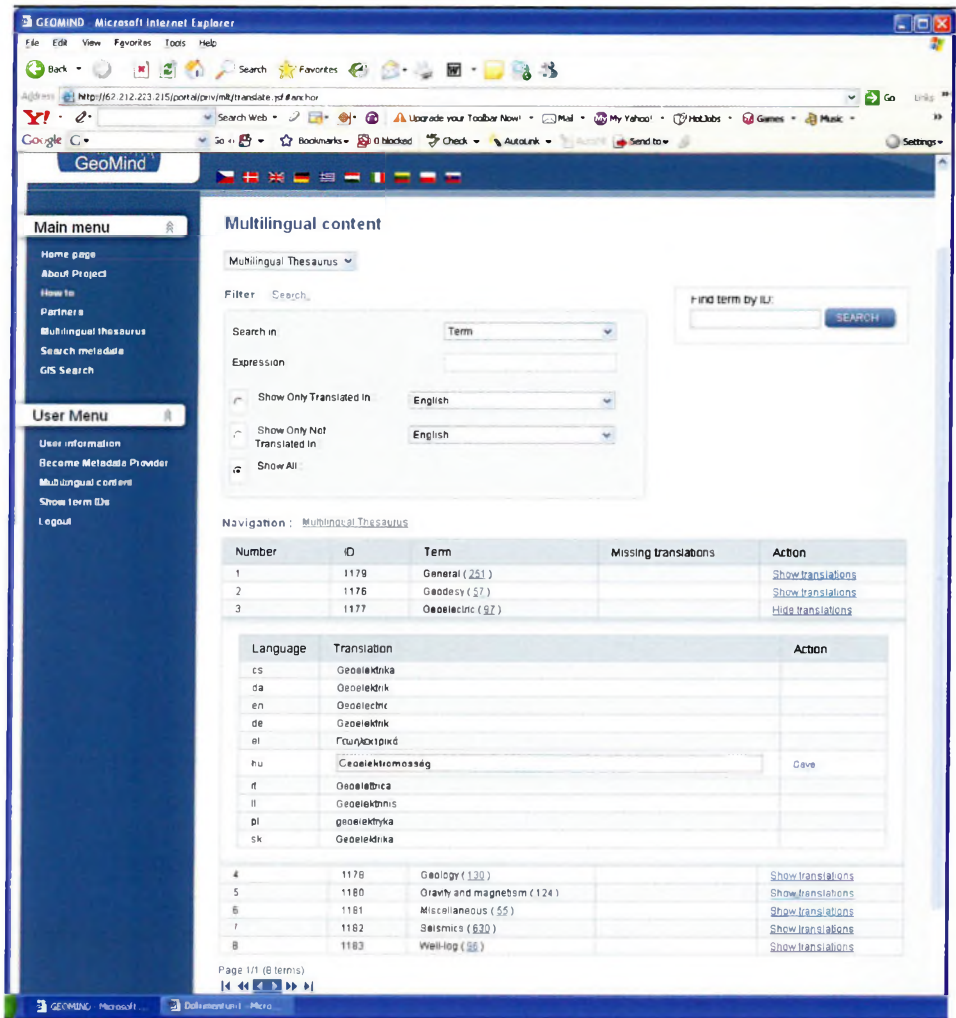 GEOMIND - Microsoft Internet Explorer
File Edit View Favorites Tools Help
Back Search Favorites
Address http://62.212.223.215/portal/priv/mlt/translate.jsf#anchor Go Links
Y! Search Web Upgrade your Toolbar Now! Mail My Yahoo! HotJobs Games Music
Google G Go Bookmarks 0 blocked Check AutoLink Send to Settings
GeoMind
Main menu
Home page
About Project
How to
Partners
Multilingual thesaurus
Search metadata
GIS Search
User Menu
User information
Become Metadata Provider
Multilingual content
Show term IDs
Logout
Multilingual content
Multilingual Thesaurus
Filter Search
Find term by ID:
SEARCH
Search in Term
Expression
Show Only Translated In English
Show Only Not Translated In English
Show All :
Navigation : Multilingual Thesaurus
Number ID Term Missing translations Action
1 1179 General (251) Show translations
2 1176 Geodesy (57) Show translations
3 1177 Geoelectric (97) Hide translations
Language Translation Action
cs Geoelektrika
da Geoelektrik
en Geoelectric
de Geoelektrik
el Γεωηλεκτρικά
hu Geoelektromosság Save
it Geoelettrica
lt Geoelektrinis
pl geoelektryka
sk Geoelektrika
4 1178 Geology (130) Show translations
5 1180 Gravity and magnetism (124) Show translations
6 1181 Miscellaneous (55) Show translations
7 1182 Seismics (630) Show translations
8 1183 Well-log (96) Show translations
Page 1/1 (8 terms)
GEOMIND - Microsoft ... Dokumentum1 - Micro...